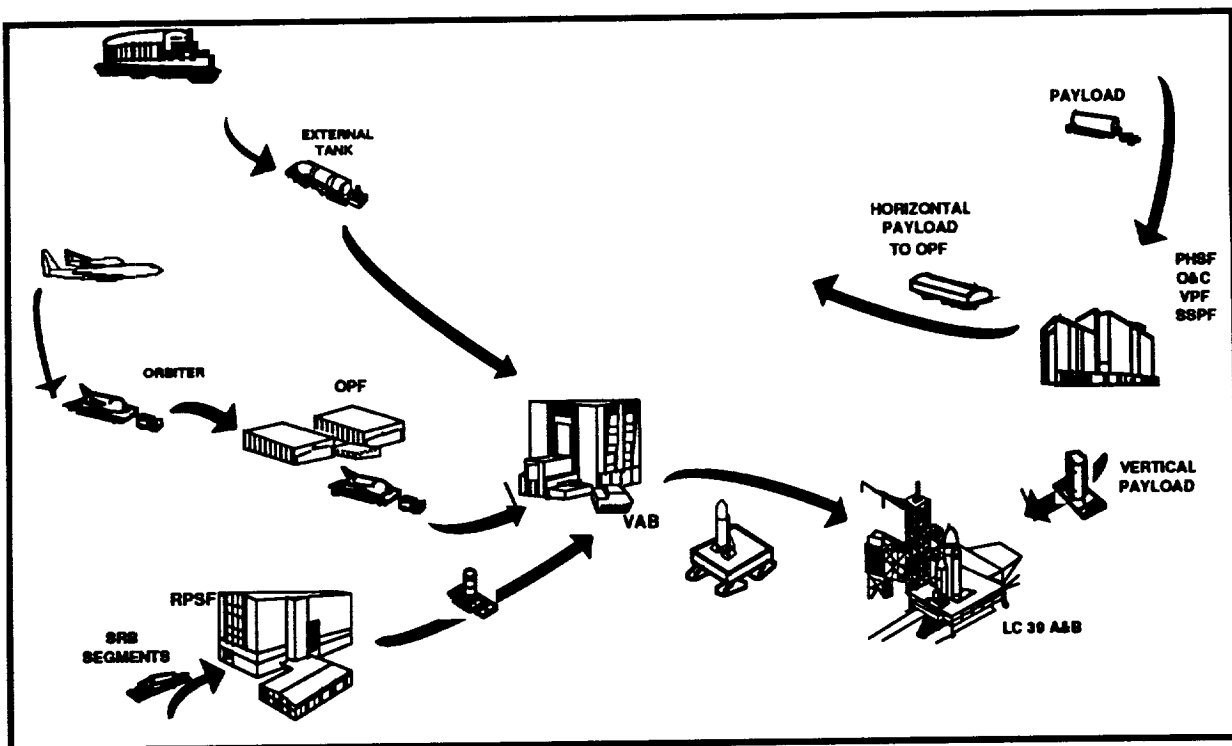 EXTERNAL
TANK
PAYLOAD
HORIZONTAL
PAYLOAD
TO OPF
PHSF
O&C
VPF
SSPF
ORBITER
OPF
VAB
VERTICAL
PAYLOAD
RPSF
SRB
SEGMENTS
LC 39 A&B